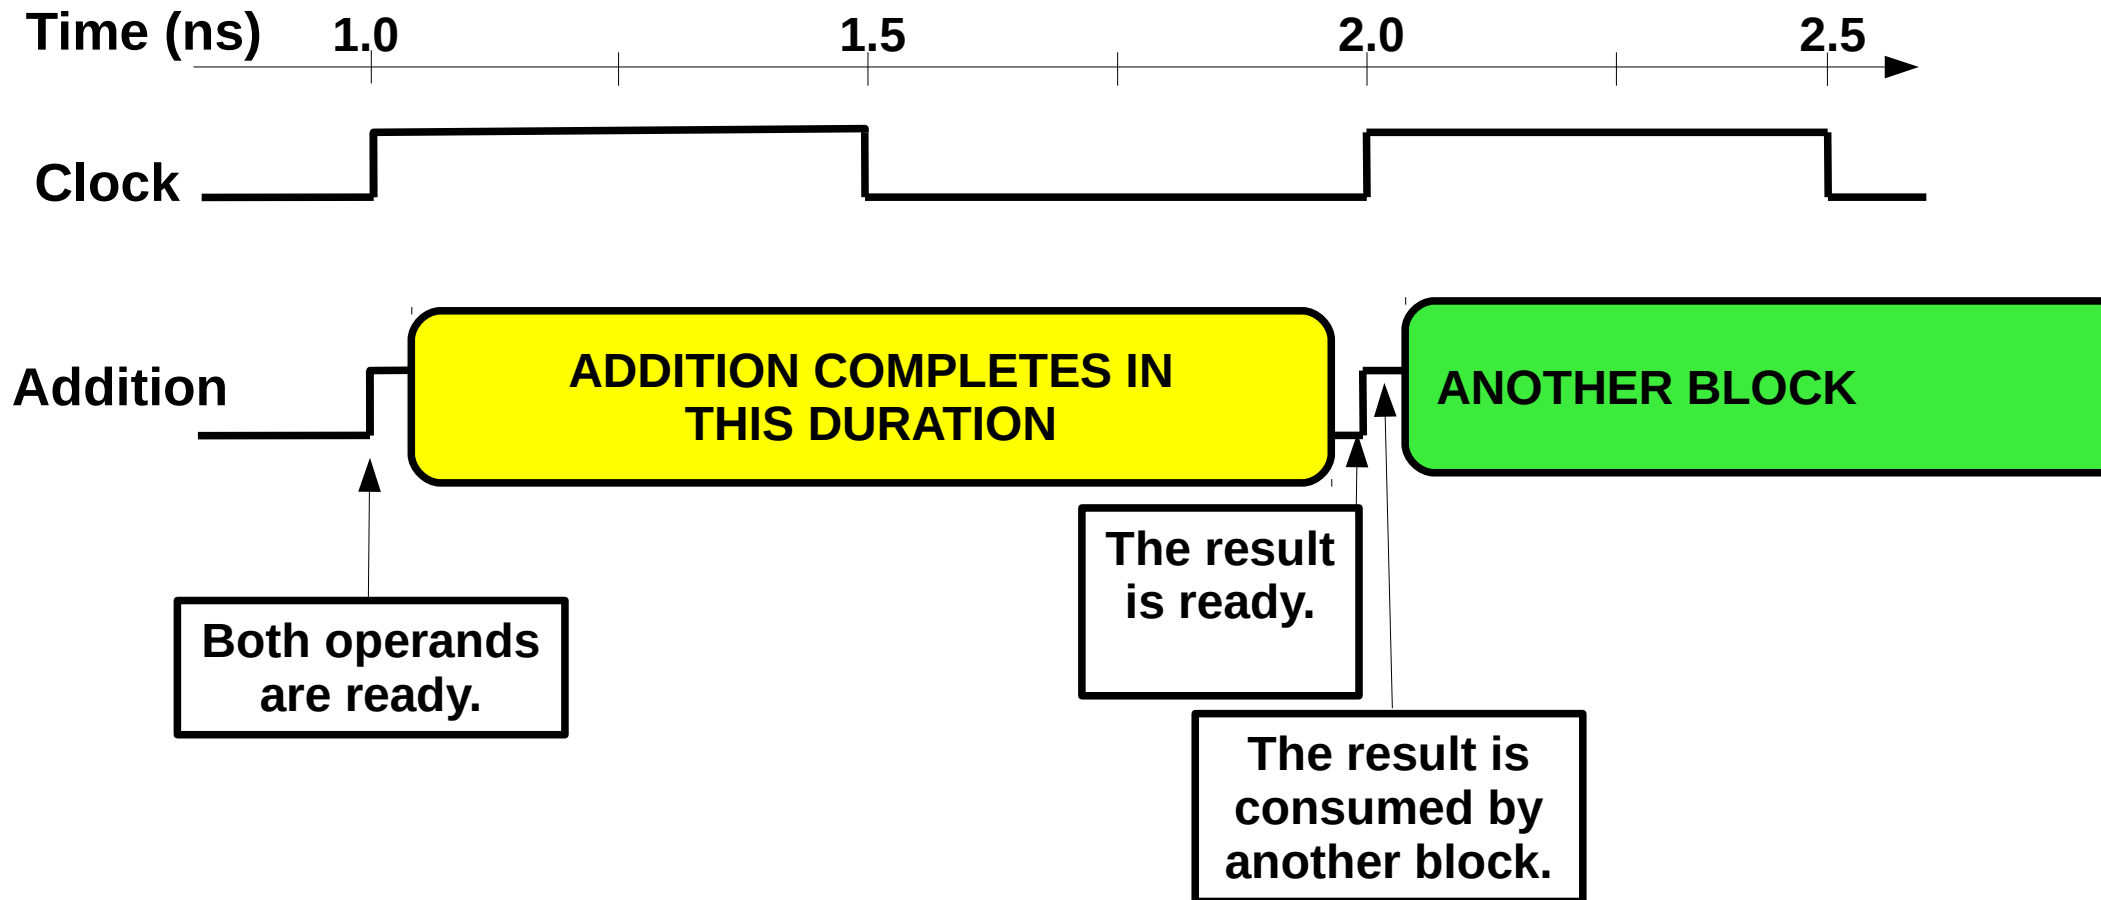 Time (ns) 1.0 1.5 2.0 2.5
Clock
Addition
ADDITION COMPLETES IN
THIS DURATION
ANOTHER BLOCK
The result
is ready.
Both operands
are ready.
The result is
consumed by
another block.